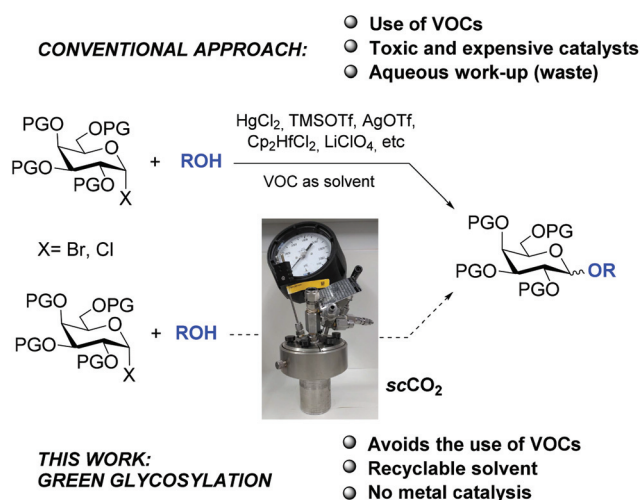 CONVENTIONAL APPROACH:
Use of VOCs
Toxic and expensive catalysts
Aqueous work-up (waste)
PGO OPG
PGO
PGO
X
+ ROH
HgCl2, TMSOTf, AgOTf,
Cp2HfCl2, LiClO4, etc
VOC as solvent
X= Br, Cl
PGO OPG
PGO
PGO
O
OR
PGO OPG
PGO
PGO
X
+ ROH
scCO2
THIS WORK:
GREEN GLYCOSYLATION
Avoids the use of VOCs
Recyclable solvent
No metal catalysis